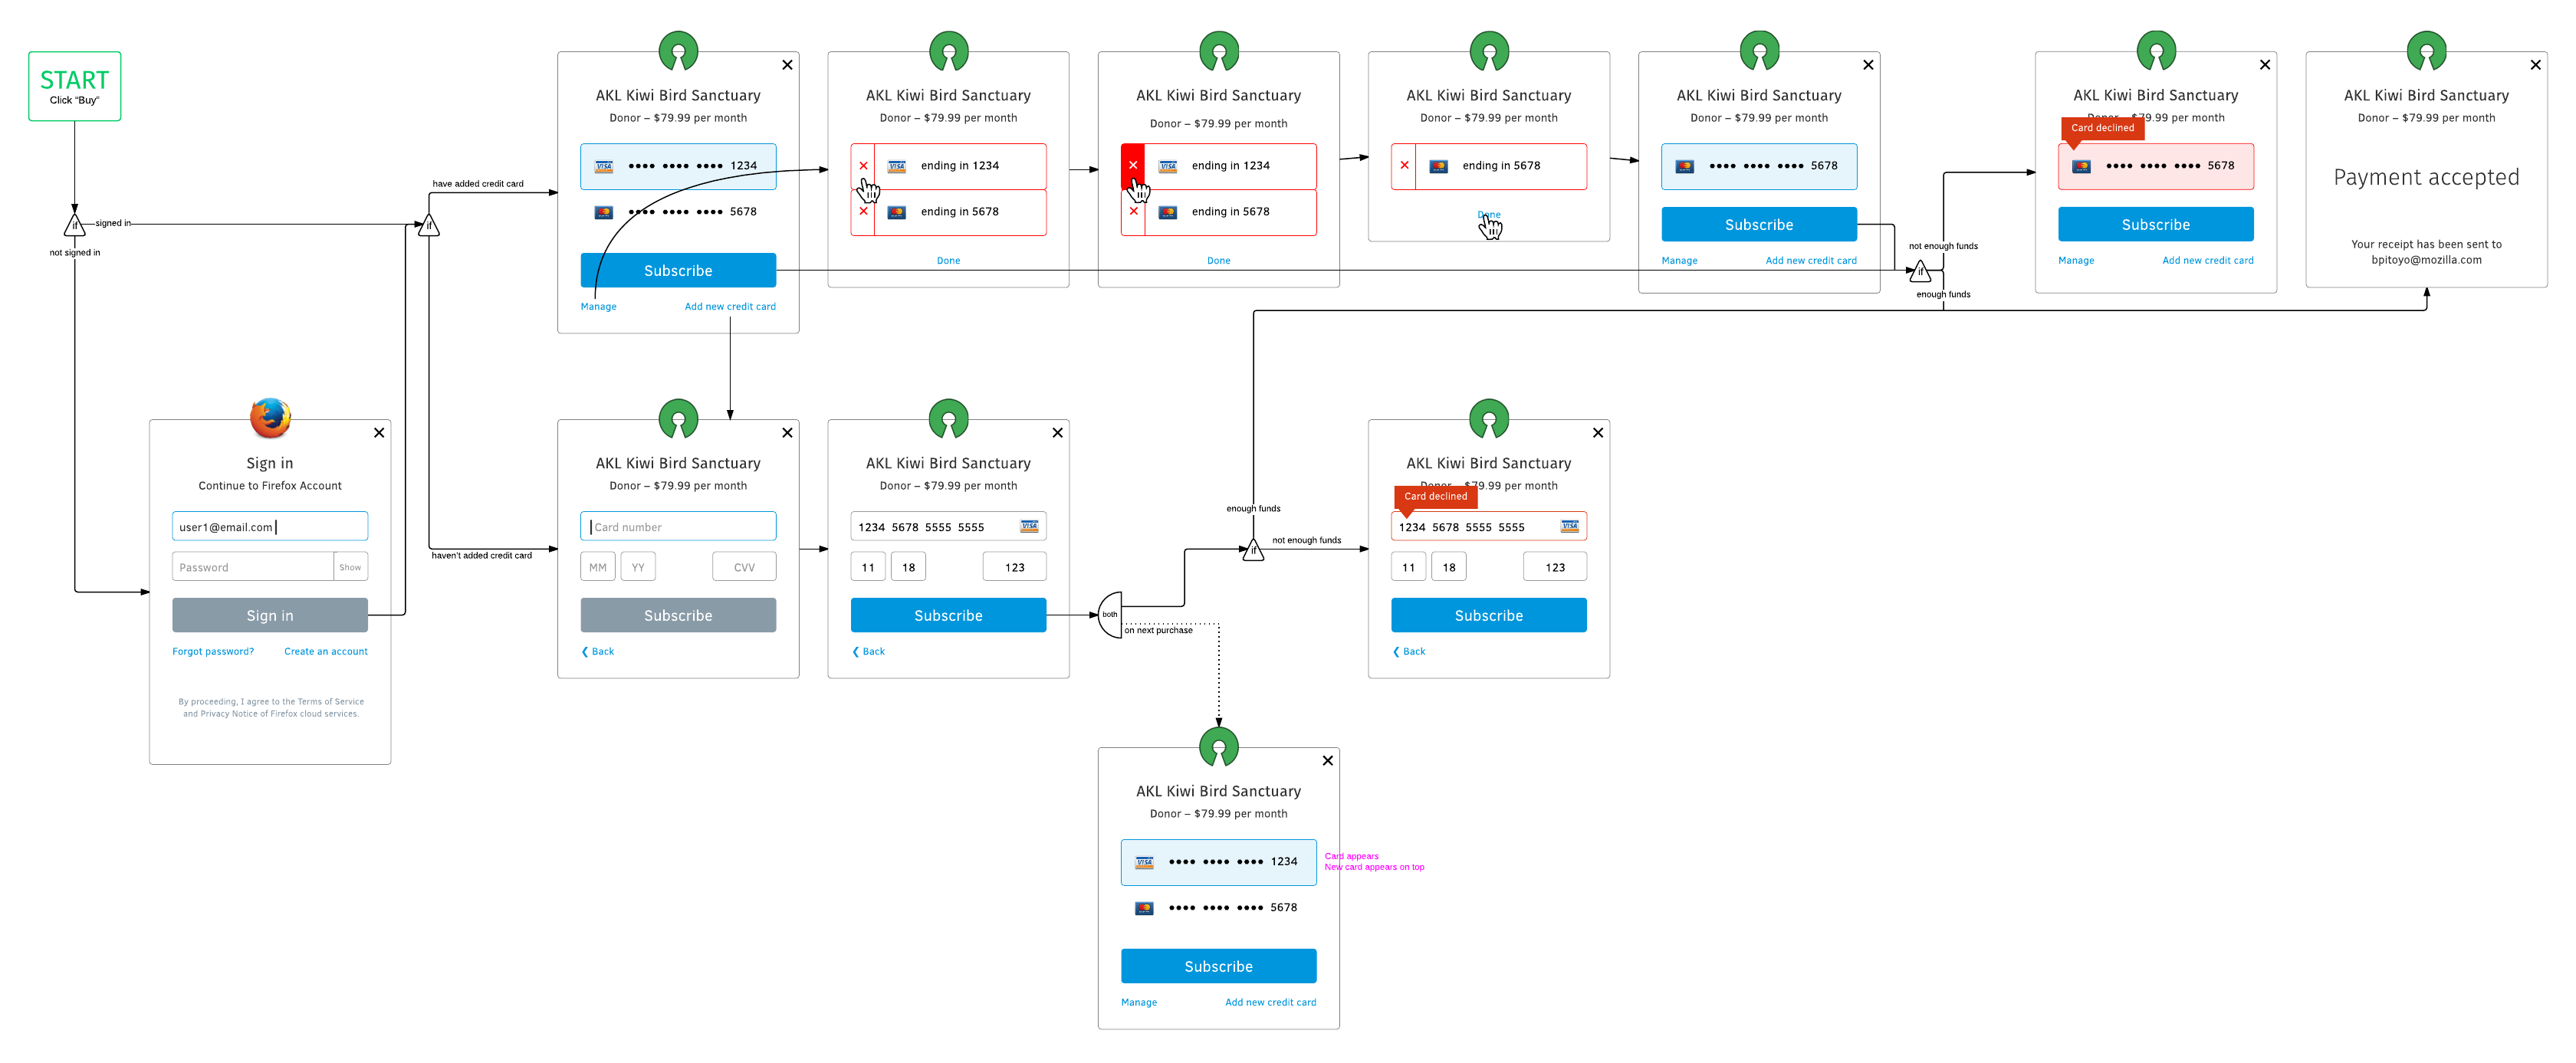 START
Click “Buy”
if
signed in
not signed in
if
have added credit card
haven't added credit card
AKL Kiwi Bird Sanctuary
Donor – $79.99 per month
VISA •••• •••• •••• 1234
•••• •••• •••• 5678
Subscribe
Manage
Add new credit card
AKL Kiwi Bird Sanctuary
Donor – $79.99 per month
VISA ending in 1234
ending in 5678
Done
AKL Kiwi Bird Sanctuary
Donor – $79.99 per month
VISA ending in 1234
ending in 5678
Done
AKL Kiwi Bird Sanctuary
Donor – $79.99 per month
ending in 5678
Done
AKL Kiwi Bird Sanctuary
Donor – $79.99 per month
•••• •••• •••• 5678
Subscribe
Manage
Add new credit card
if
not enough funds
enough funds
AKL Kiwi Bird Sanctuary
Donor – $79.99 per month
Card declined
•••• •••• •••• 5678
Subscribe
Manage
Add new credit card
AKL Kiwi Bird Sanctuary
Donor – $79.99 per month
Payment accepted
Your receipt has been sent to
bpitoyo@mozilla.com
Sign in
Continue to Firefox Account
user1@email.com
Password
Show
Sign in
Forgot password?
Create an account
By proceeding, I agree to the Terms of Service
and Privacy Notice of Firefox cloud services.
AKL Kiwi Bird Sanctuary
Donor – $79.99 per month
Card number
MM
YY
CVV
Subscribe
❮ Back
AKL Kiwi Bird Sanctuary
Donor – $79.99 per month
1234 5678 5555 5555 VISA
11
18
123
Subscribe
❮ Back
both
on next purchase
enough funds
if
not enough funds
AKL Kiwi Bird Sanctuary
Donor – $79.99 per month
Card declined
1234 5678 5555 5555 VISA
11
18
123
Subscribe
❮ Back
AKL Kiwi Bird Sanctuary
Donor – $79.99 per month
VISA •••• •••• •••• 1234
Card appears
New card appears on top
•••• •••• •••• 5678
Subscribe
Manage
Add new credit card